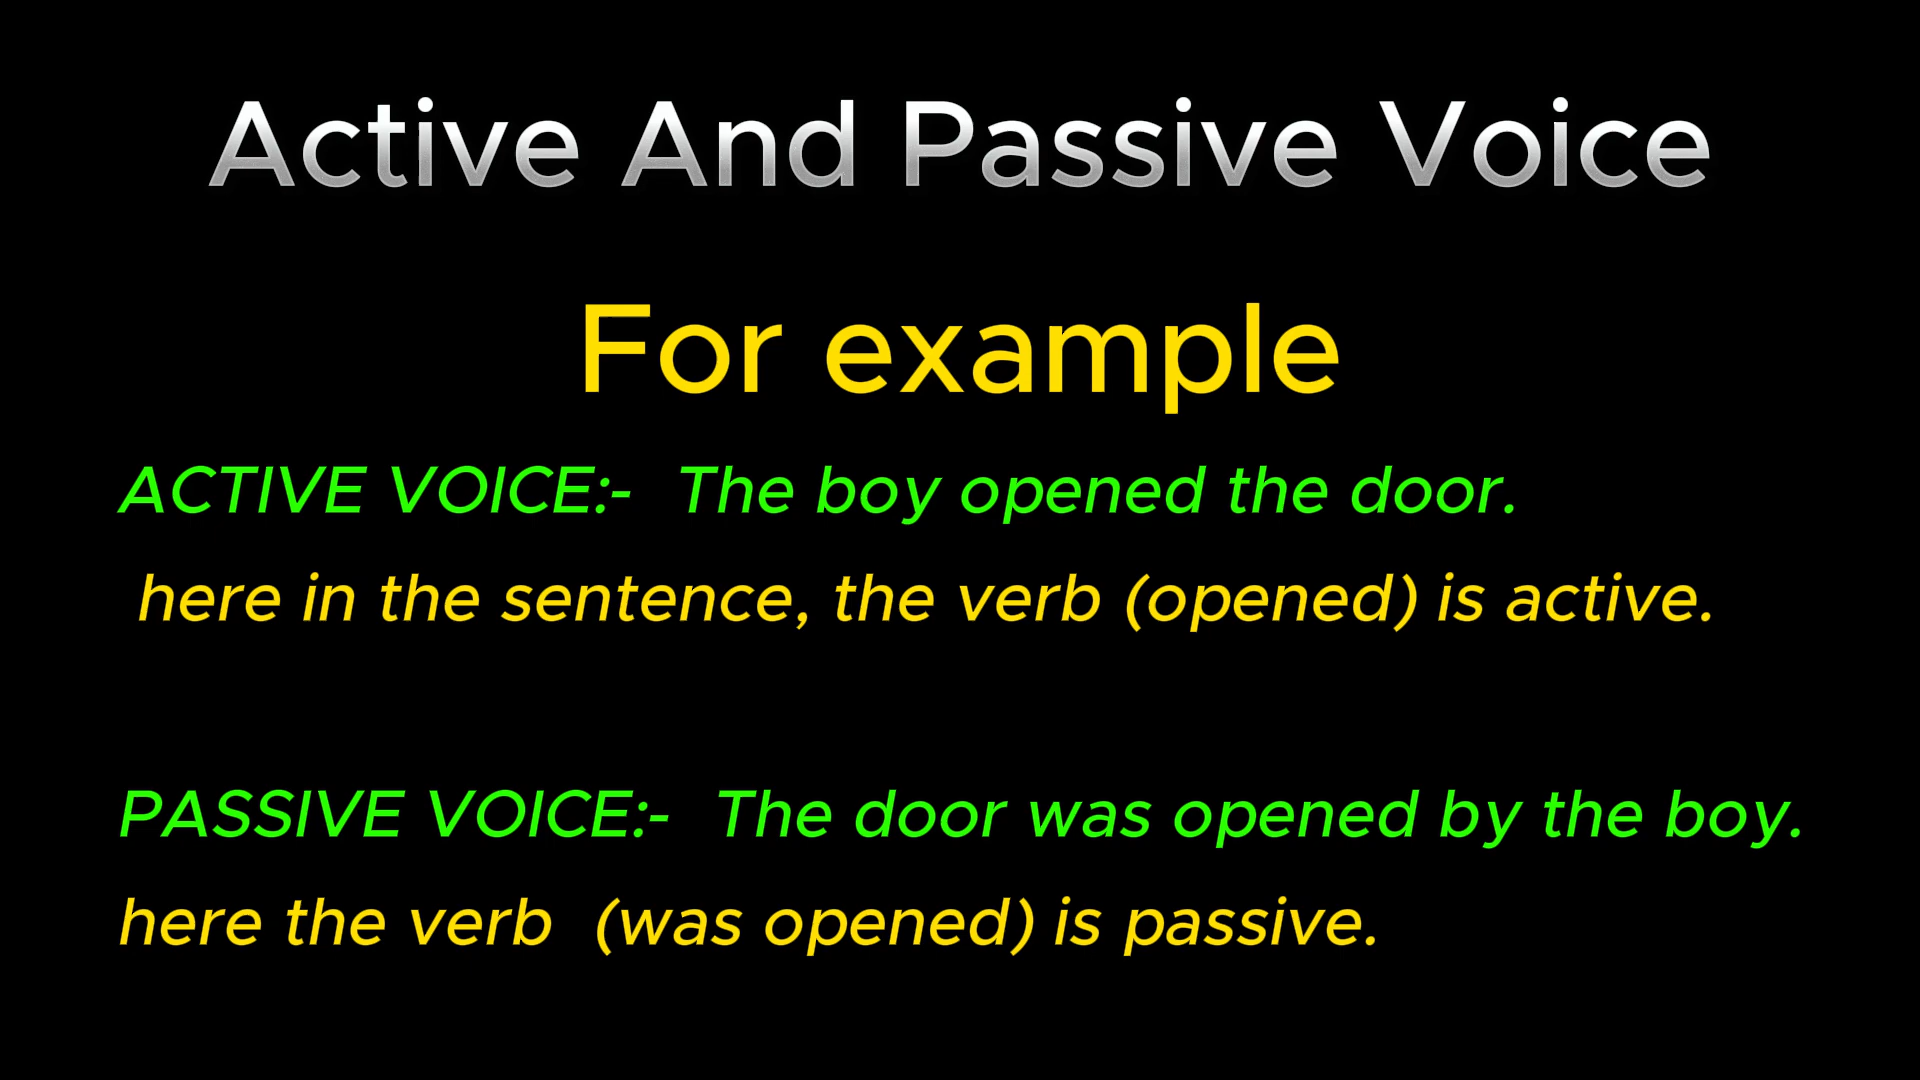 Active And Passive Voice
For example
ACTIVE VOICE:- The boy opened the door.
here in the sentence, the verb (opened) is active.
PASSIVE VOICE:- The door was opened by the boy.
here the verb (was opened) is passive.